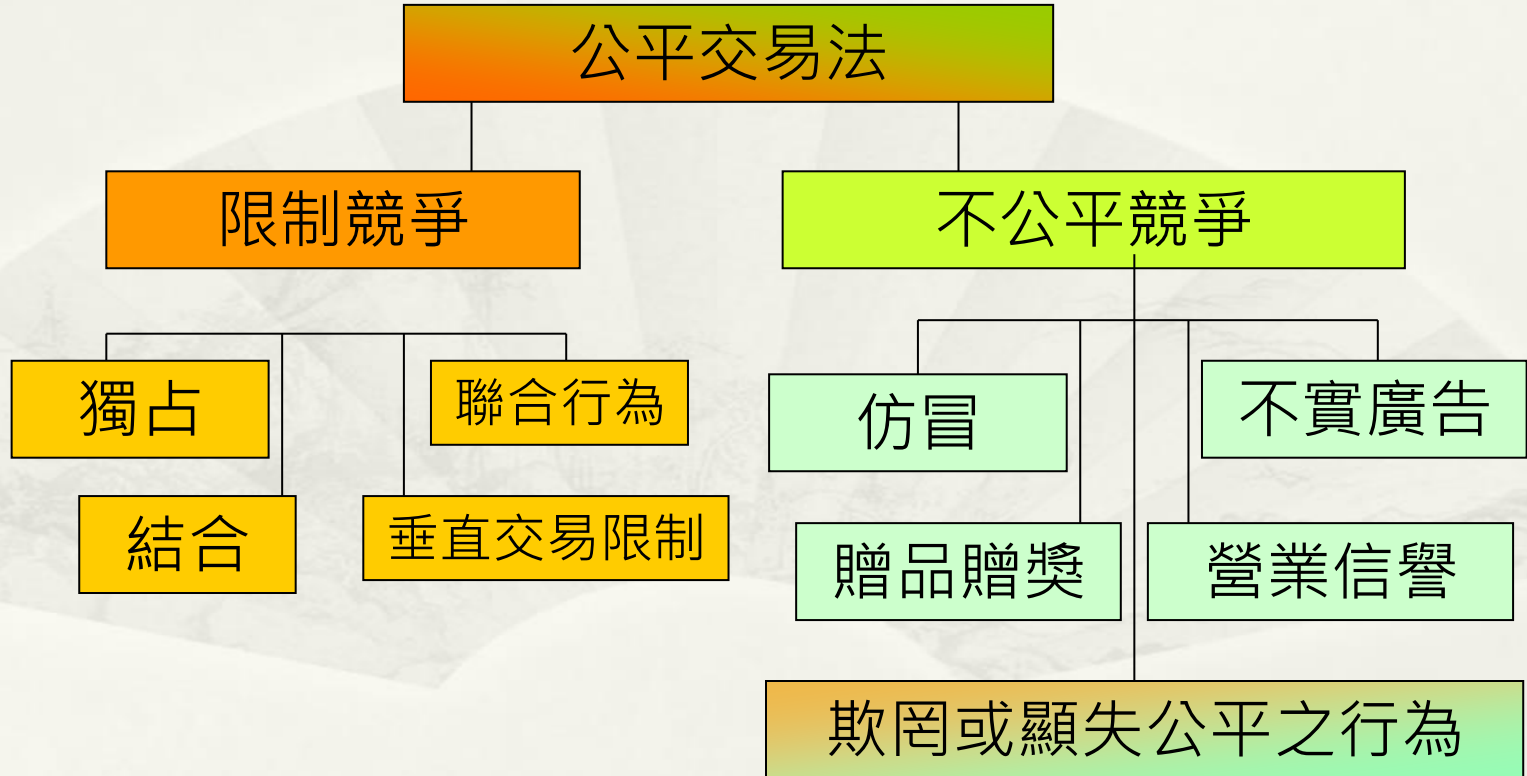 公平交易法
限制競爭
不公平競爭
獨占
聯合行為
結合
垂直交易限制
仿冒
不實廣告
贈品贈獎
營業信譽
欺罔或顯失公平之行為